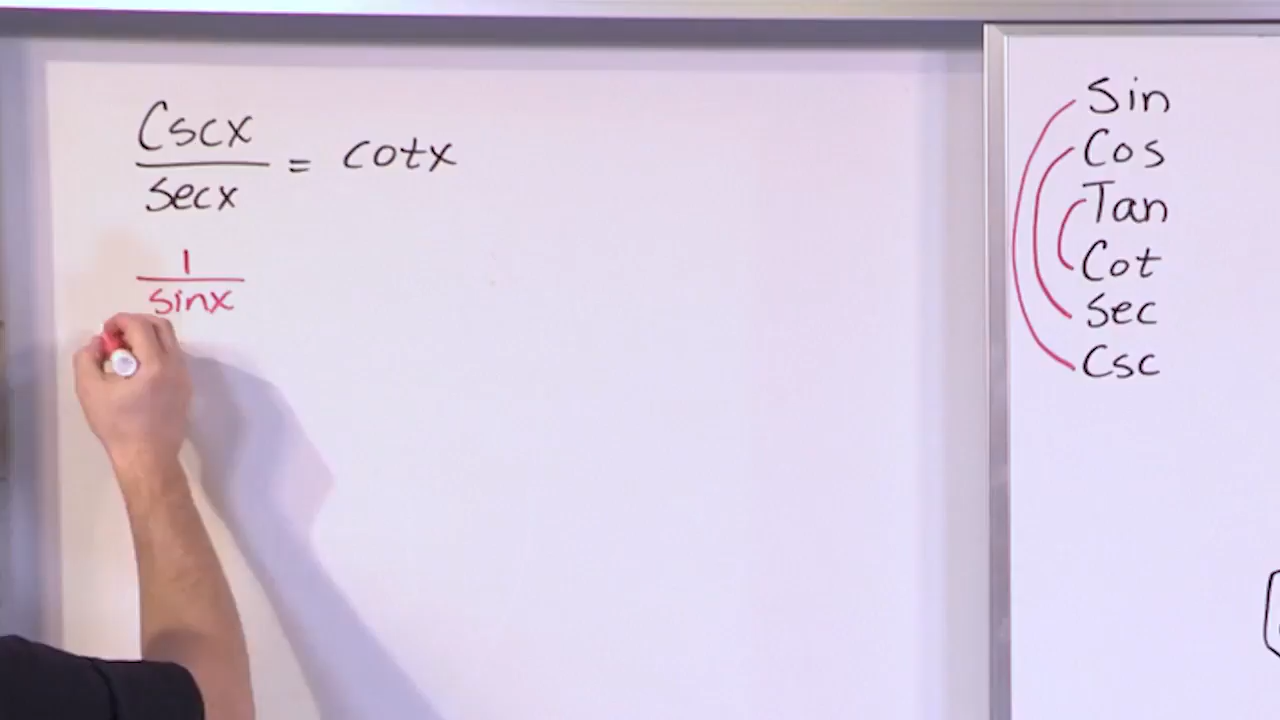 Cscx
secx
= cotx
1
sinx
Sin
Cos
Tan
Cot
Sec
Csc